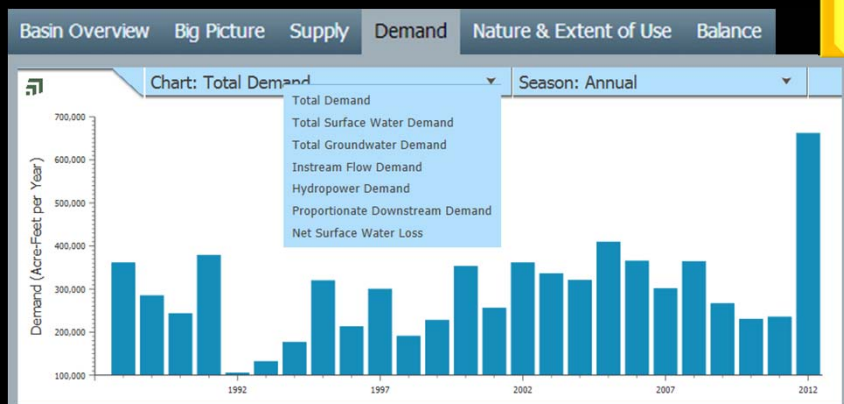 Basin Overview Big Picture Supply Demand Nature & Extent of Use Balance
Chart: Total Demand Season: Annual
Total Demand
Total Surface Water Demand
Total Groundwater Demand
Instream Flow Demand
Hydropower Demand
Proportionate Downstream Demand
Net Surface Water Loss
Demand (Acre-Feet per Year)
700,000
600,000
500,000
400,000
300,000
200,000
100,000
1992 1997 2002 2007 2012